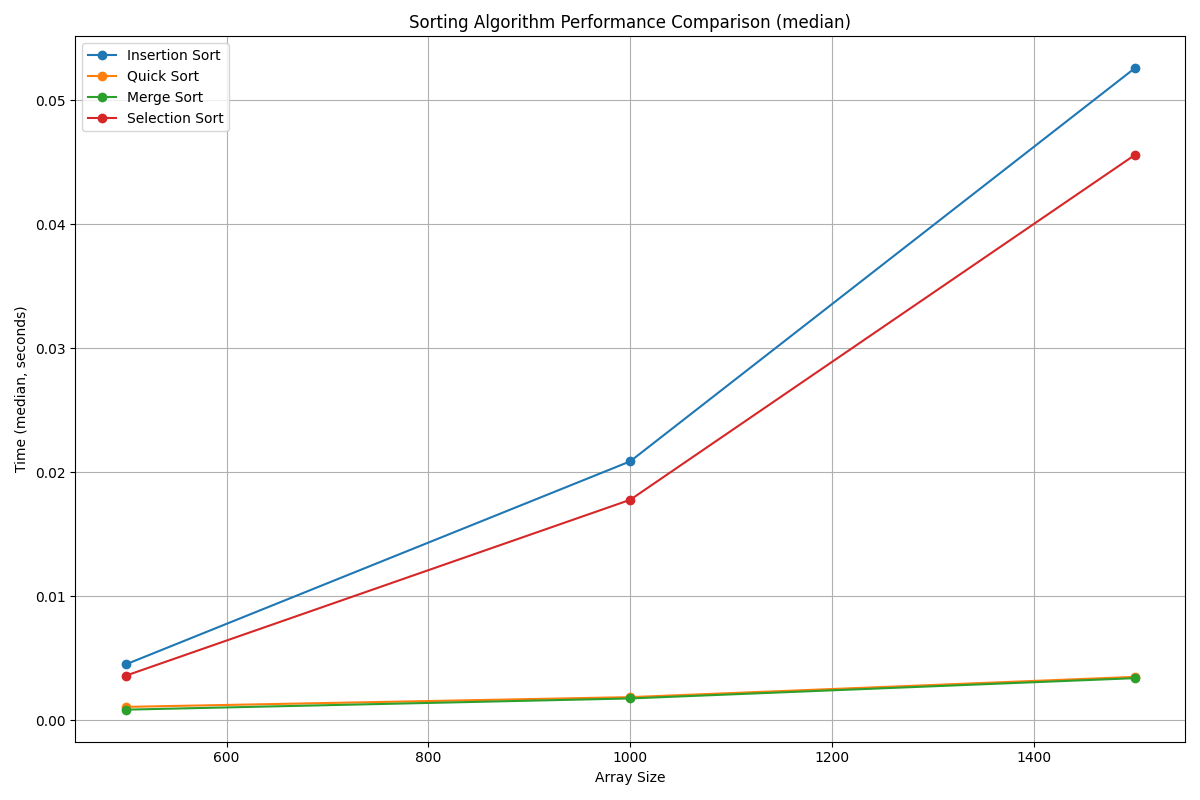 Sorting Algorithm Performance Comparison (median)
Insertion Sort
Quick Sort
Merge Sort
Selection Sort
0.05
0.04
0.03
0.02
0.01
0.00
Time (median, seconds)
600
800
1000
1200
1400
Array Size